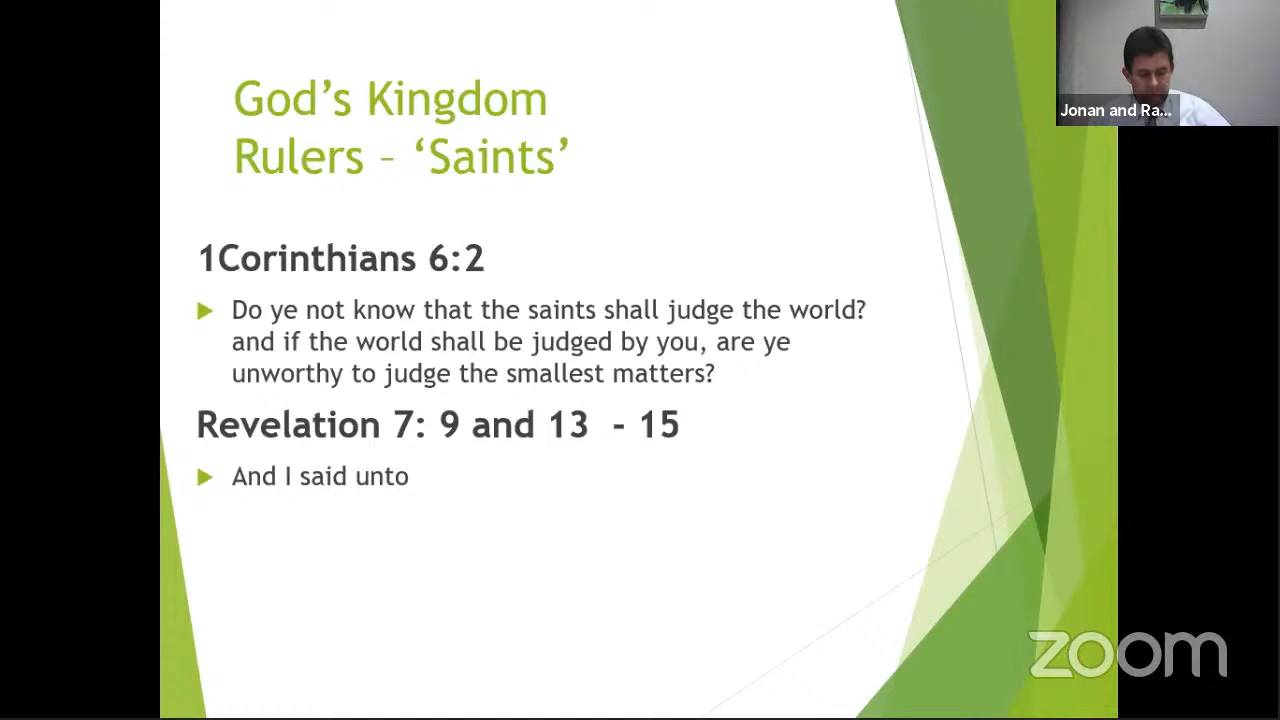 God’s Kingdom
Rulers – ‘Saints’
1Corinthians 6:2
Do ye not know that the saints shall judge the world?
and if the world shall be judged by you, are ye
unworthy to judge the smallest matters?
Revelation 7: 9 and 13  - 15
And I said unto
Jonan and Ra...
zoom